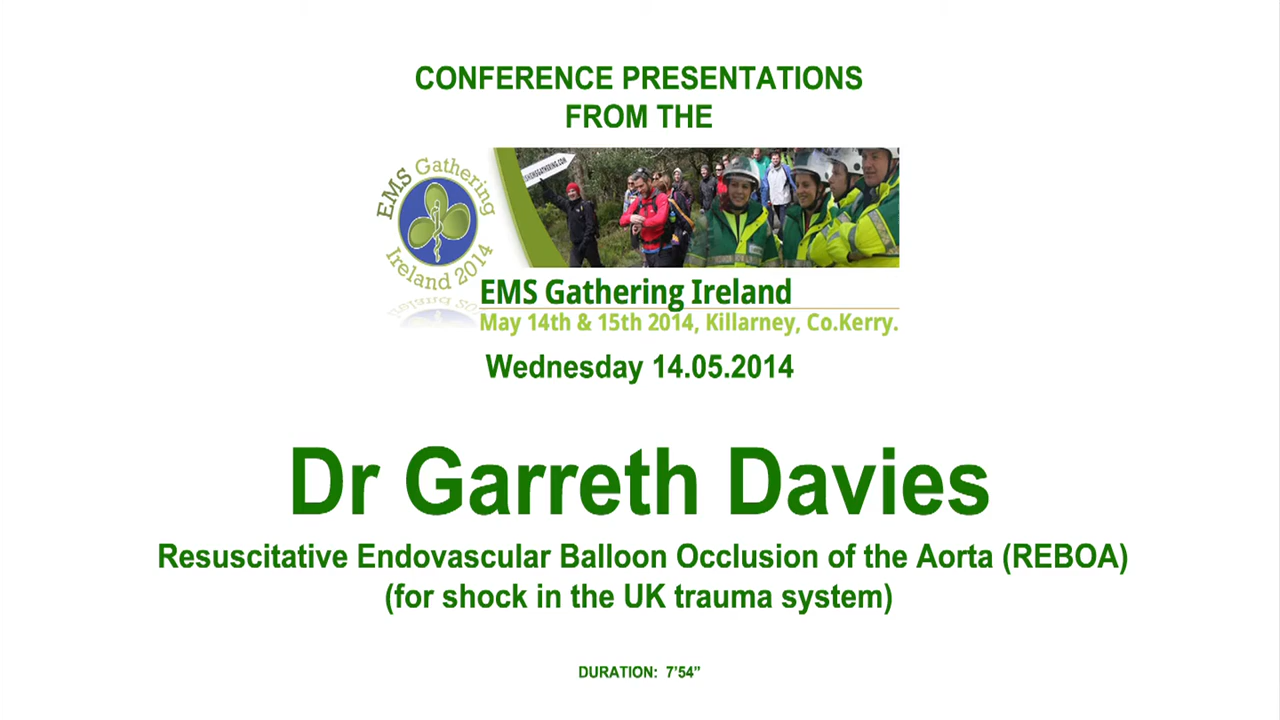 CONFERENCE PRESENTATIONS
FROM THE
EMS Gathering
Ireland 2014
EMS Gathering Ireland
May 14th & 15th 2014, Killarney, Co.Kerry.
Wednesday 14.05.2014
Dr Garreth Davies
Resuscitative Endovascular Balloon Occlusion of the Aorta (REBOA)
(for shock in the UK trauma system)
DURATION:  7’54”